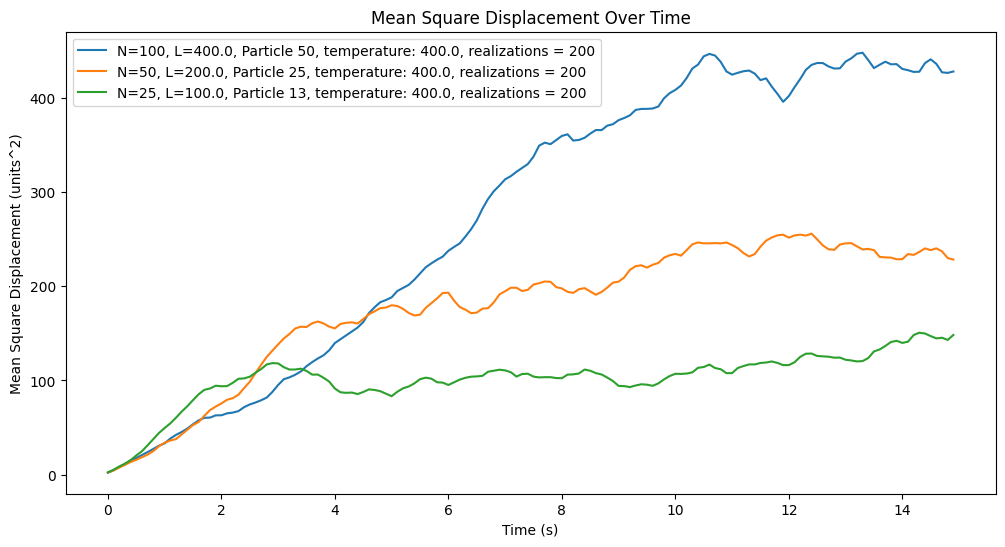 Mean Square Displacement Over Time
N=100, L=400.0, Particle 50, temperature: 400.0, realizations = 200
N=50, L=200.0, Particle 25, temperature: 400.0, realizations = 200
N=25, L=100.0, Particle 13, temperature: 400.0, realizations = 200
Mean Square Displacement (units^2)
400
300
200
100
0
0 2 4 6 8 10 12 14
Time (s)